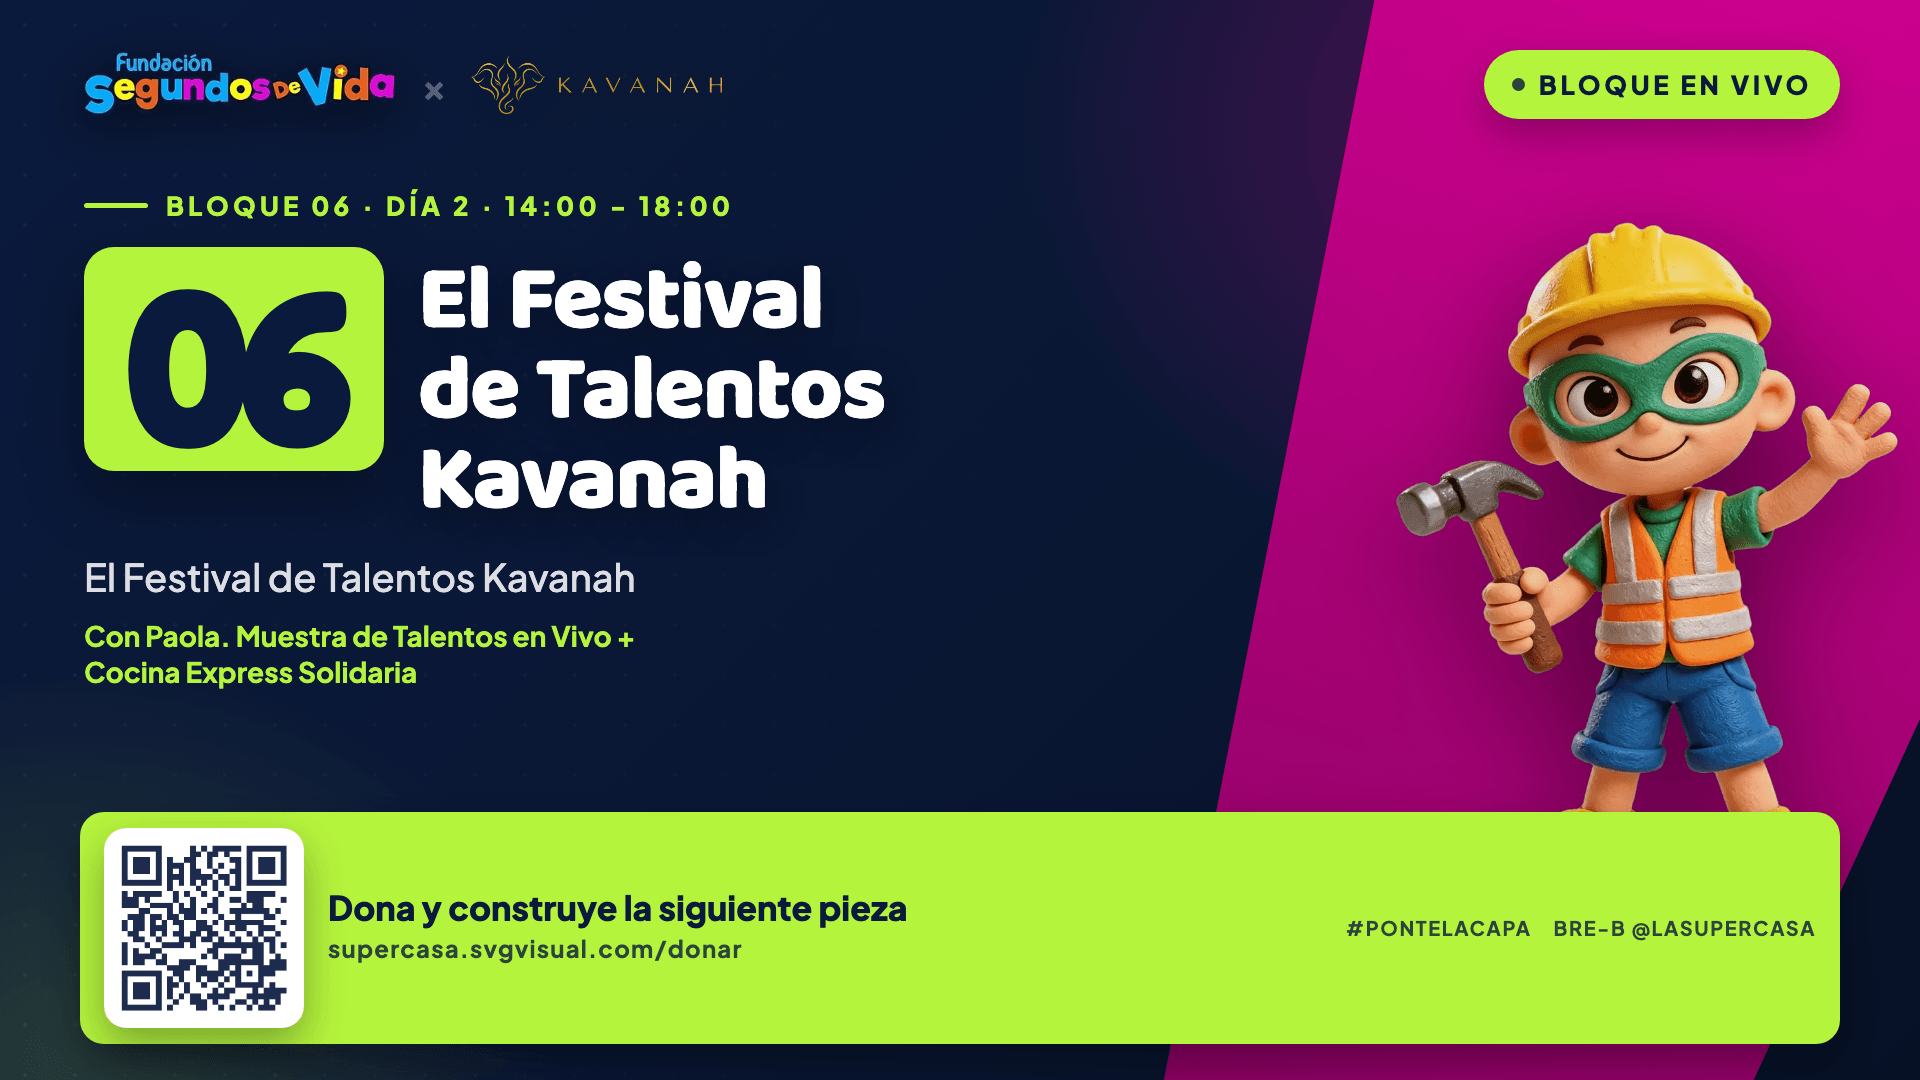 Fundación
Segundos DE Vida × KAVANAH
BLOQUE EN VIVO
BLOQUE 06 · DÍA 2 · 14:00 – 18:00
06
El Festival
de Talentos
Kavanah
El Festival de Talentos Kavanah
Con Paola. Muestra de Talentos en Vivo +
Cocina Express Solidaria
Dona y construye la siguiente pieza
supercasa.svgvisual.com/donar
#PONTELACAPA BRE-B @LASUPERCASA